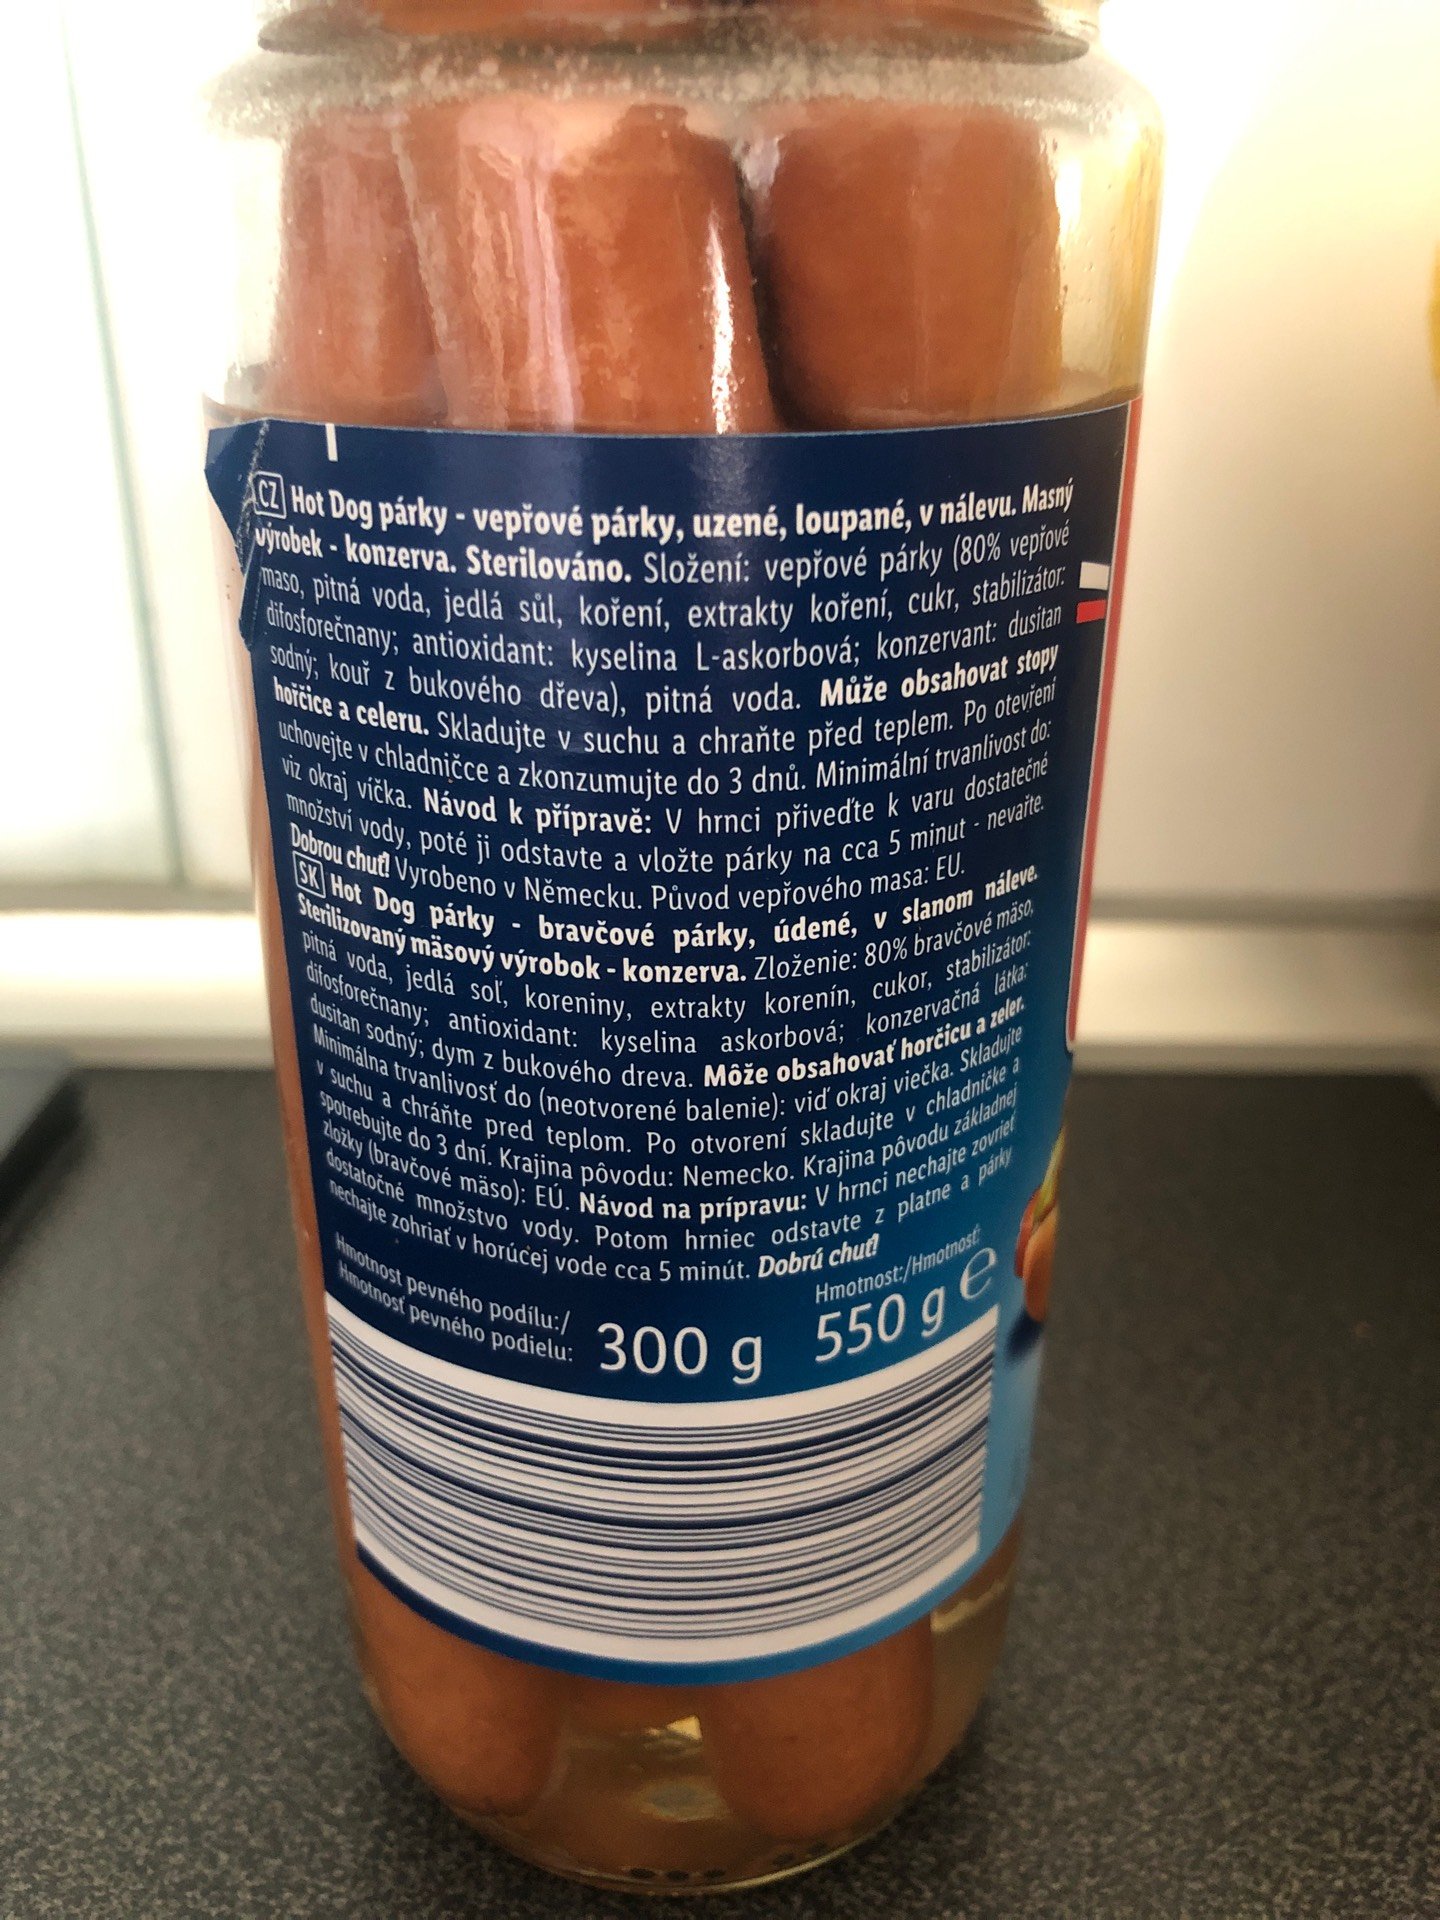 CZ Hot Dog párky - vepřové párky, uzené, loupané, v nálevu. Masný
výrobek - konzerva. Sterilováno. Složení: vepřové párky (80% vepřové
maso, pitná voda, jedlá sůl, koření, extrakty koření, cukr, stabilizátor:
difosforečnany; antioxidant: kyselina L-askorbová; konzervant: dusitan
sodný; kouř z bukového dřeva), pitná voda. Může obsahovat stopy
hořčice a celeru. Skladujte v suchu a chraňte před teplem. Po otevření
uchovejte v chladničce a zkonzumujte do 3 dnů. Minimální trvanlivost do:
viz okraj víčka. Návod k přípravě: V hrnci přiveďte k varu dostatečné
množství vody, poté ji odstavte a vložte párky na cca 5 minut - nevařte.
Dobrou chuť! Vyrobeno v Německu. Původ vepřového masa: EU.
SK Hot Dog párky - bravčové párky, údené, v slanom náleve.
Sterilizovaný mäsový výrobok - konzerva. Zloženie: 80% bravčové mäso,
pitná voda, jedlá soľ, koreniny, extrakty korenín, cukor, stabilizátor:
difosforečnany; antioxidant: kyselina askorbová; konzervačná látka:
dusitan sodný; dym z bukového dreva. Môže obsahovať horčicu a zeler.
Minimálna trvanlivosť do (neotvorené balenie): viď okraj viečka. Skladujte
v suchu a chráňte pred teplom. Po otvorení skladujte v chladničke a
spotrebujte do 3 dní. Krajina pôvodu: Nemecko. Krajina pôvodu základnej
zložky (bravčové mäso): EÚ. Návod na prípravu: V hrnci nechajte zovrieť
dostatočné množstvo vody. Potom hrniec odstavte z platne a párky
nechajte zohriať v horúcej vode cca 5 minút. Dobrú chuť!
Hmotnost pevného podílu:/
Hmotnosť pevného podielu: 300 g
Hmotnost:/Hmotnosť:
550 g e